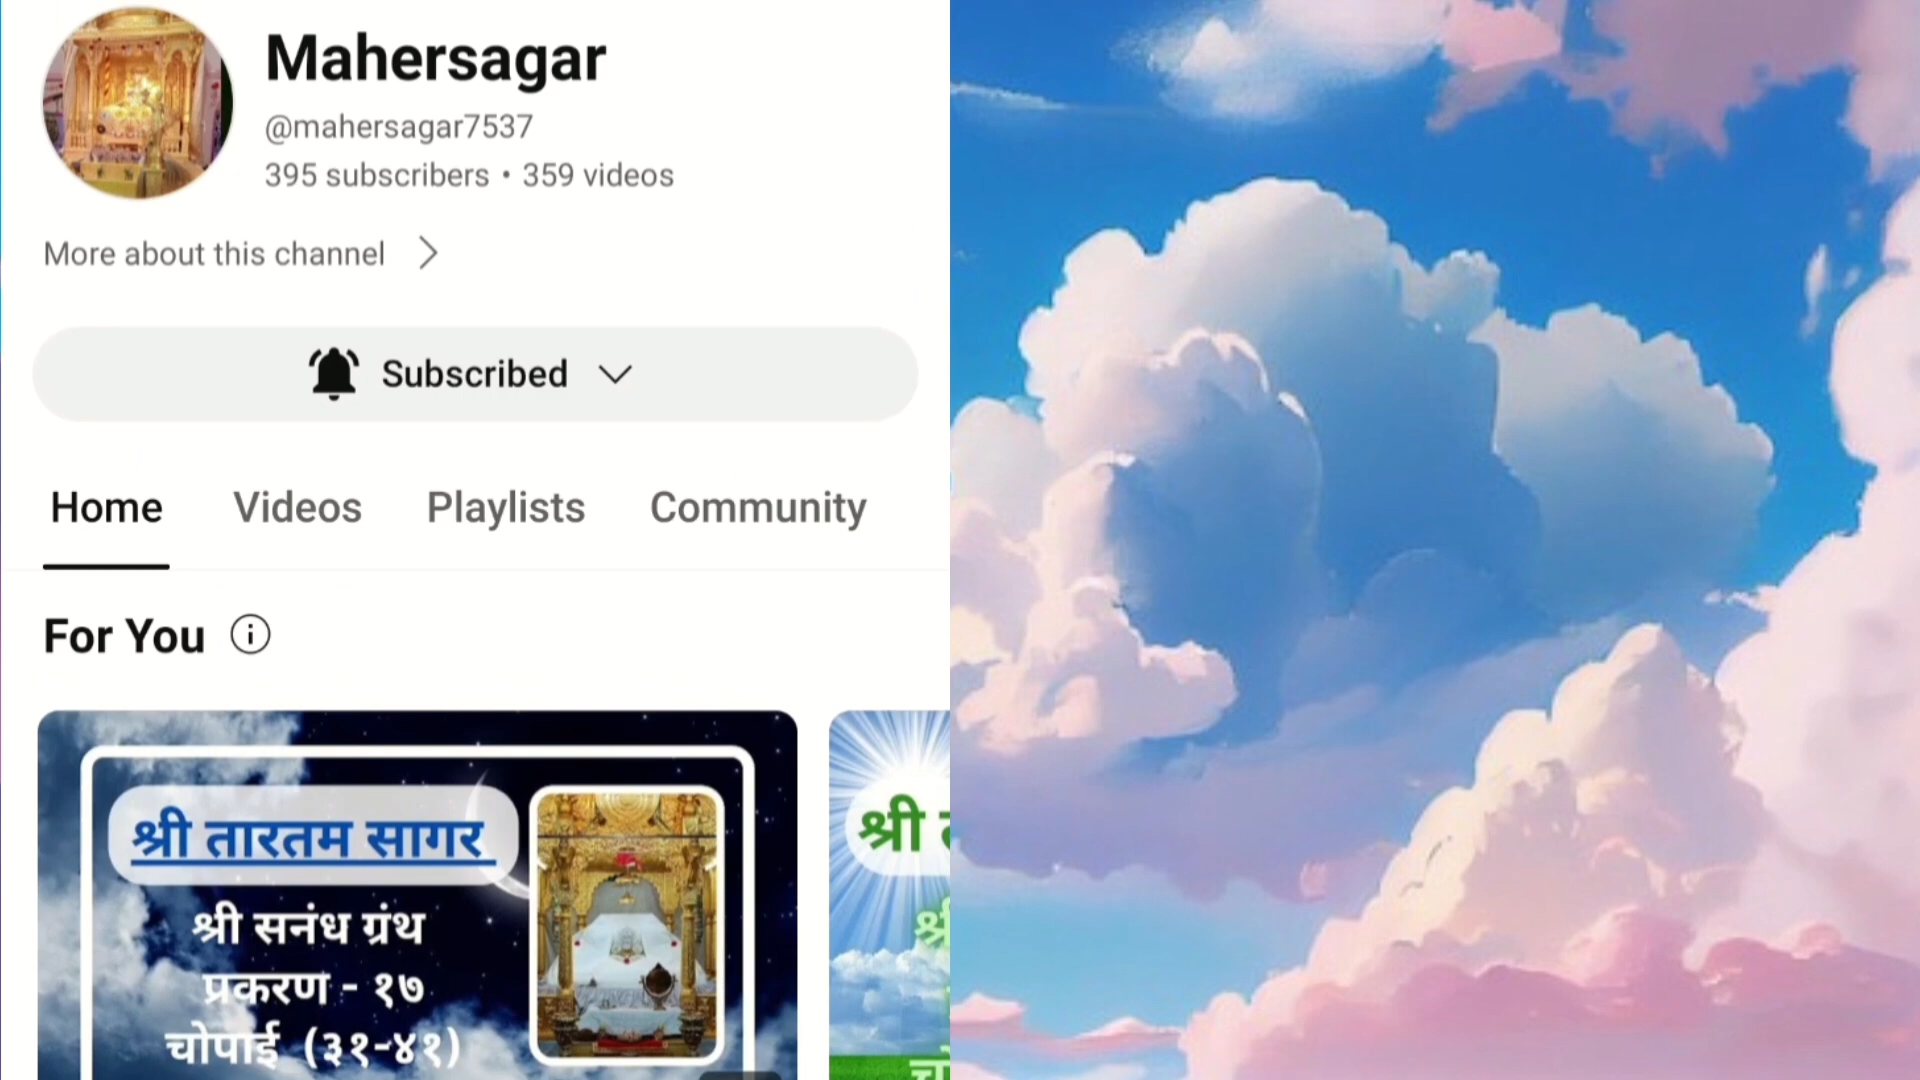 Mahersagar
@mahersagar7537
395 subscribers • 359 videos
More about this channel
Subscribed
Home Videos Playlists Community
For You
श्री तारतम सागर
श्री सनंध ग्रंथ
प्रकरण - १७
चोपाई (३१-४१)
श्री
श्री